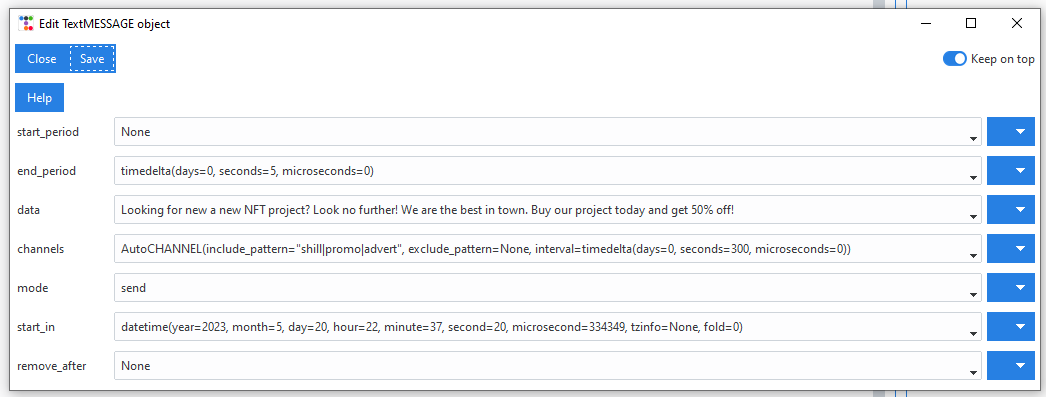 Edit TextMESSAGE object
Close Save Keep on top
Help
start_period None
end_period timedelta(days=0, seconds=5, microseconds=0)
data Looking for new a new NFT project? Look no further! We are the best in town. Buy our project today and get 50% off!
channels AutoCHANNEL(include_pattern="shill|promo|advert", exclude_pattern=None, interval=timedelta(days=0, seconds=300, microseconds=0))
mode send
start_in datetime(year=2023, month=5, day=20, hour=22, minute=37, second=20, microsecond=334349, tzinfo=None, fold=0)
remove_after None